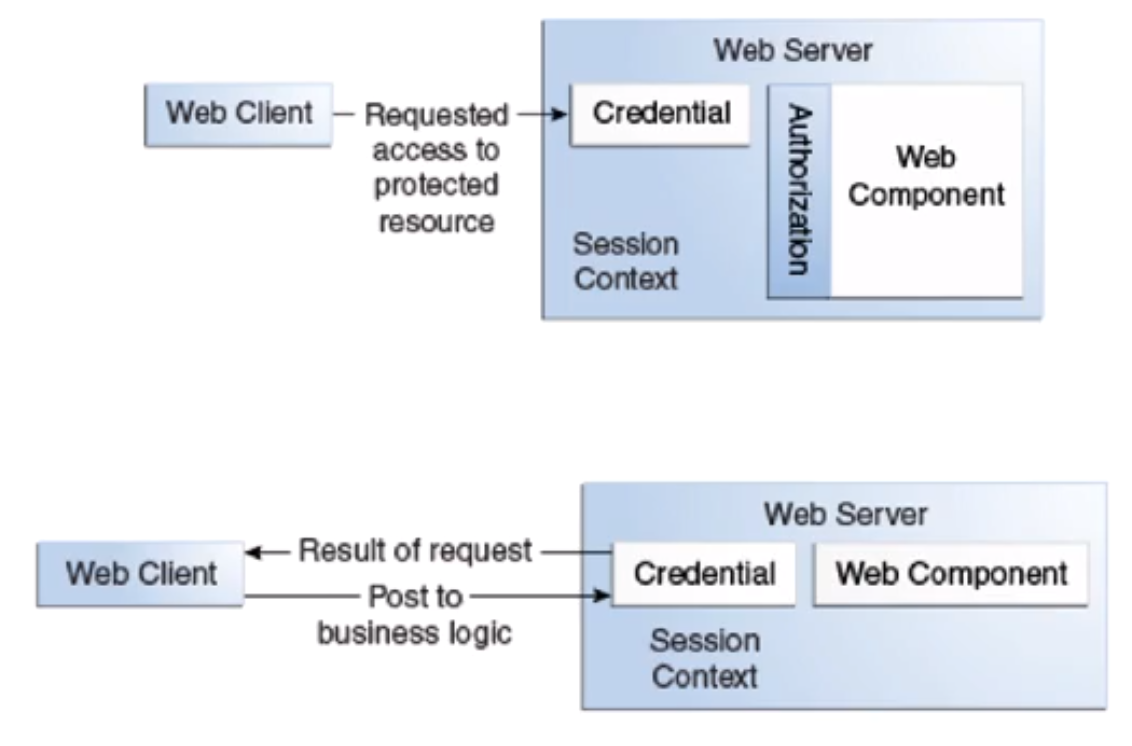 Web Server
Web Client
Requested
access to
protected
resource
Credential
Authorization
Web
Component
Session
Context
Web Server
Web Client
Result of request
Post to
business logic
Credential
Web Component
Session
Context